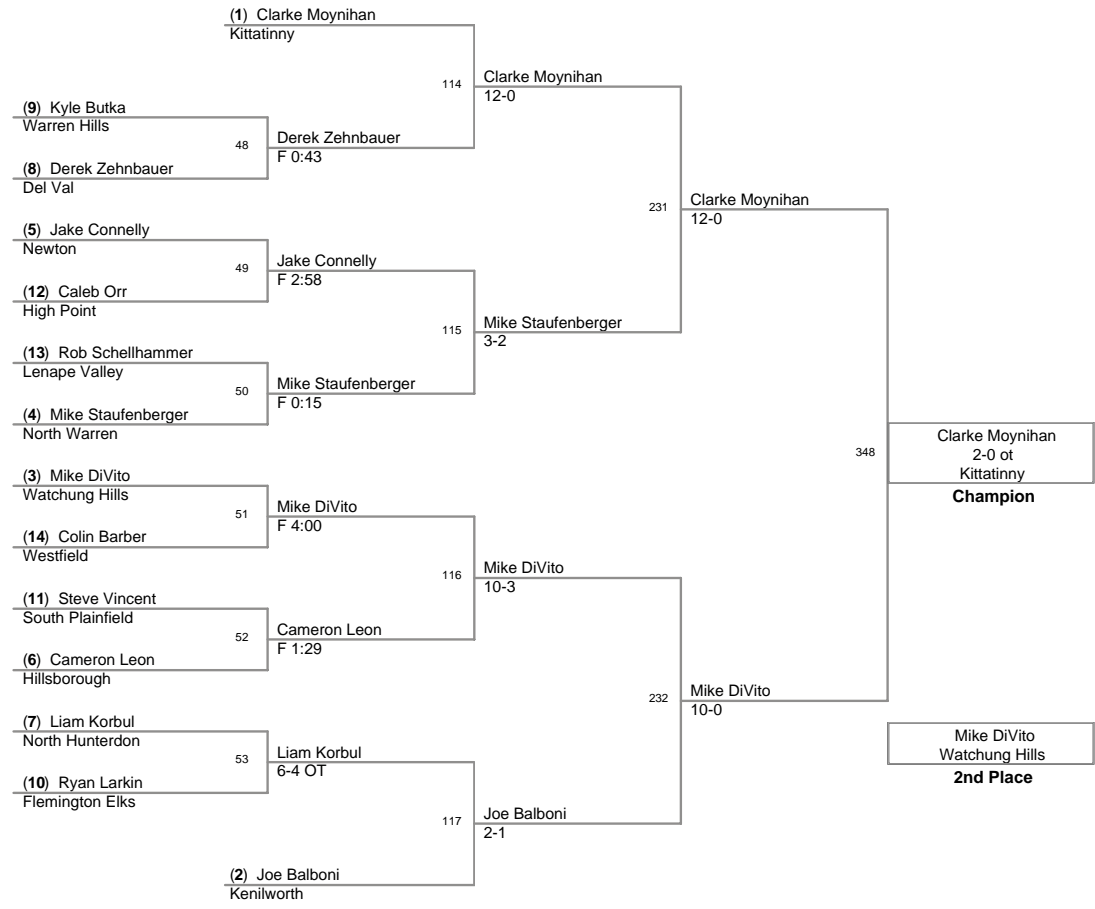 (1) Clarke Moynihan
Kittatinny
114
Clarke Moynihan
12-0
(9) Kyle Butka
Warren Hills
48
Derek Zehnbauer
F 0:43
(8) Derek Zehnbauer
Del Val
231
Clarke Moynihan
12-0
(5) Jake Connelly
Newton
49
Jake Connelly
F 2:58
(12) Caleb Orr
High Point
115
Mike Staufenberger
3-2
(13) Rob Schellhammer
Lenape Valley
50
Mike Staufenberger
F 0:15
(4) Mike Staufenberger
North Warren
348
Clarke Moynihan
2-0 ot
Kittatinny
Champion
(3) Mike DiVito
Watchung Hills
51
Mike DiVito
F 4:00
(14) Colin Barber
Westfield
116
Mike DiVito
10-3
(11) Steve Vincent
South Plainfield
52
Cameron Leon
F 1:29
(6) Cameron Leon
Hillsborough
232
Mike DiVito
10-0
(7) Liam Korbul
North Hunterdon
53
Liam Korbul
6-4 OT
(10) Ryan Larkin
Flemington Elks
Mike DiVito
Watchung Hills
2nd Place
117
Joe Balboni
2-1
(2) Joe Balboni
Kenilworth